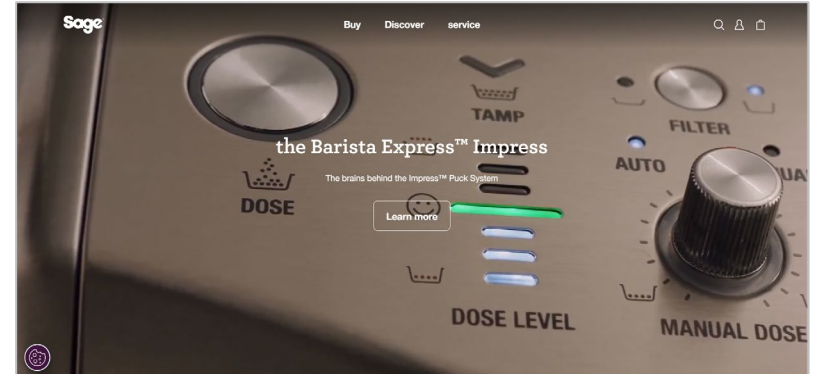 Sage
Buy Discover service
TAMP
FILTER
the Barista Express™ Impress
AUTO
The brains behind the Impress™ Puck System
DOSE
Learn more
DOSE LEVEL
MANUAL DOSE